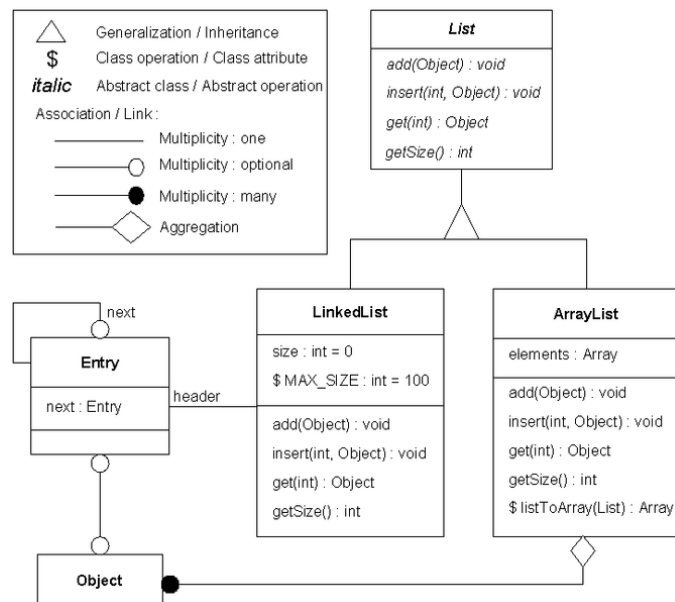 Generalization / Inheritance
$ Class operation / Class attribute
italic Abstract class / Abstract operation
Association / Link :
Multiplicity : one
Multiplicity : optional
Multiplicity : many
Aggregation
List
add(Object) : void
insert(int, Object) : void
get(int) : Object
getSize() : int
next
Entry
next : Entry
header
LinkedList
size : int = 0
$ MAX_SIZE : int = 100
add(Object) : void
insert(int, Object) : void
get(int) : Object
getSize() : int
ArrayList
elements : Array
add(Object) : void
insert(int, Object) : void
get(int) : Object
getSize() : int
$ listToArray(List) : Array
Object